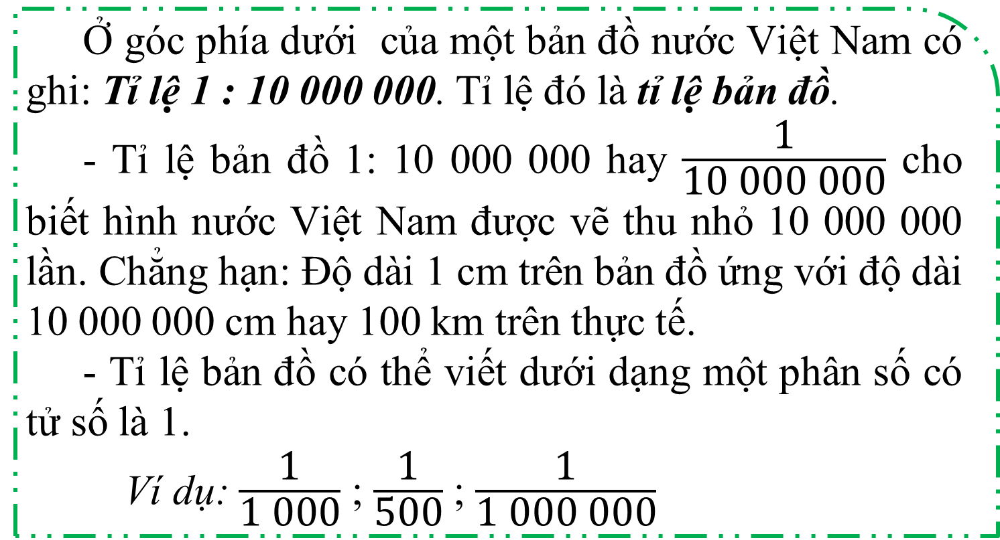 Ở góc phía dưới của một bản đồ nước Việt Nam có
ghi: Tỉ lệ 1 : 10 000 000. Tỉ lệ đó là tỉ lệ bản đồ.
- Tỉ lệ bản đồ 1: 10 000 000 hay 1/10 000 000 cho
biết hình nước Việt Nam được vẽ thu nhỏ 10 000 000
lần. Chẳng hạn: Độ dài 1 cm trên bản đồ ứng với độ dài
10 000 000 cm hay 100 km trên thực tế.
- Tỉ lệ bản đồ có thể viết dưới dạng một phân số có
tử số là 1.
Ví dụ: 1/1 000 ; 1/500 ; 1/1 000 000